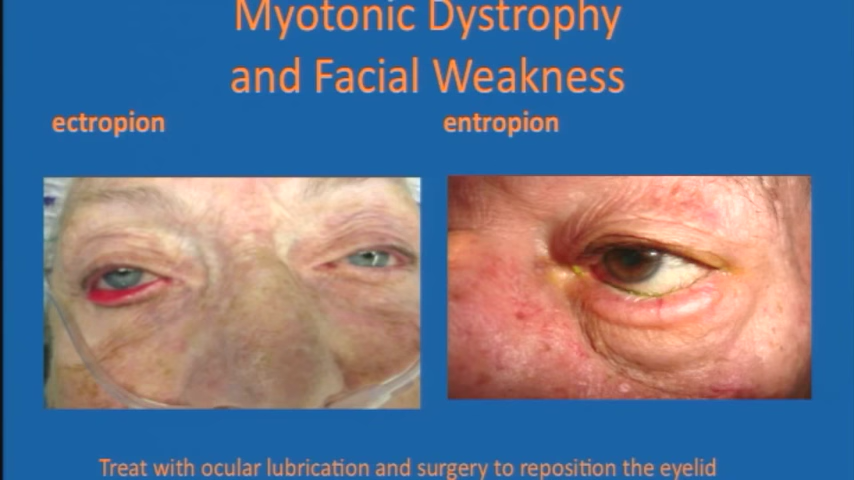 Myotonic Dystrophy
and Facial Weakness
ectropion
entropion
Treat with ocular lubrication and surgery to reposition the eyelid